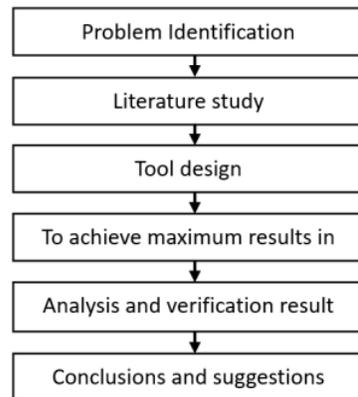 Problem Identification
Literature study
Tool design
To achieve maximum results in
Analysis and verification result
Conclusions and suggestions